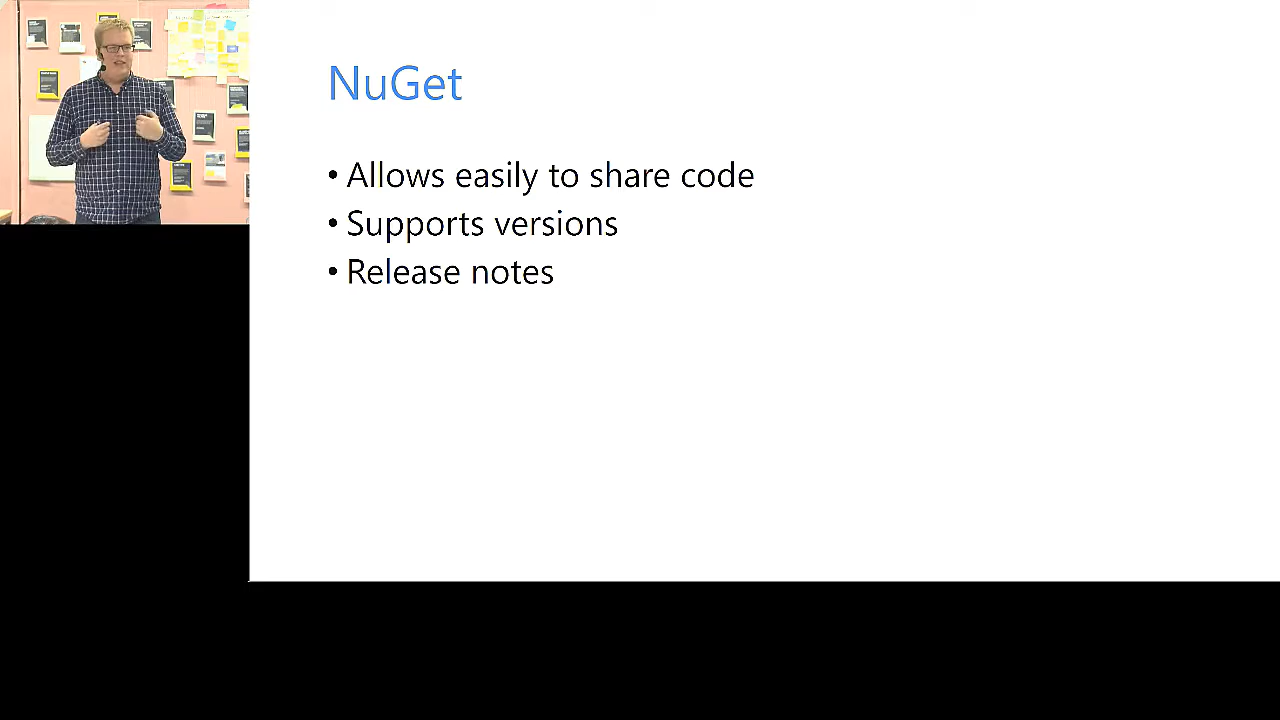 NuGet
• Allows easily to share code
• Supports versions
• Release notes